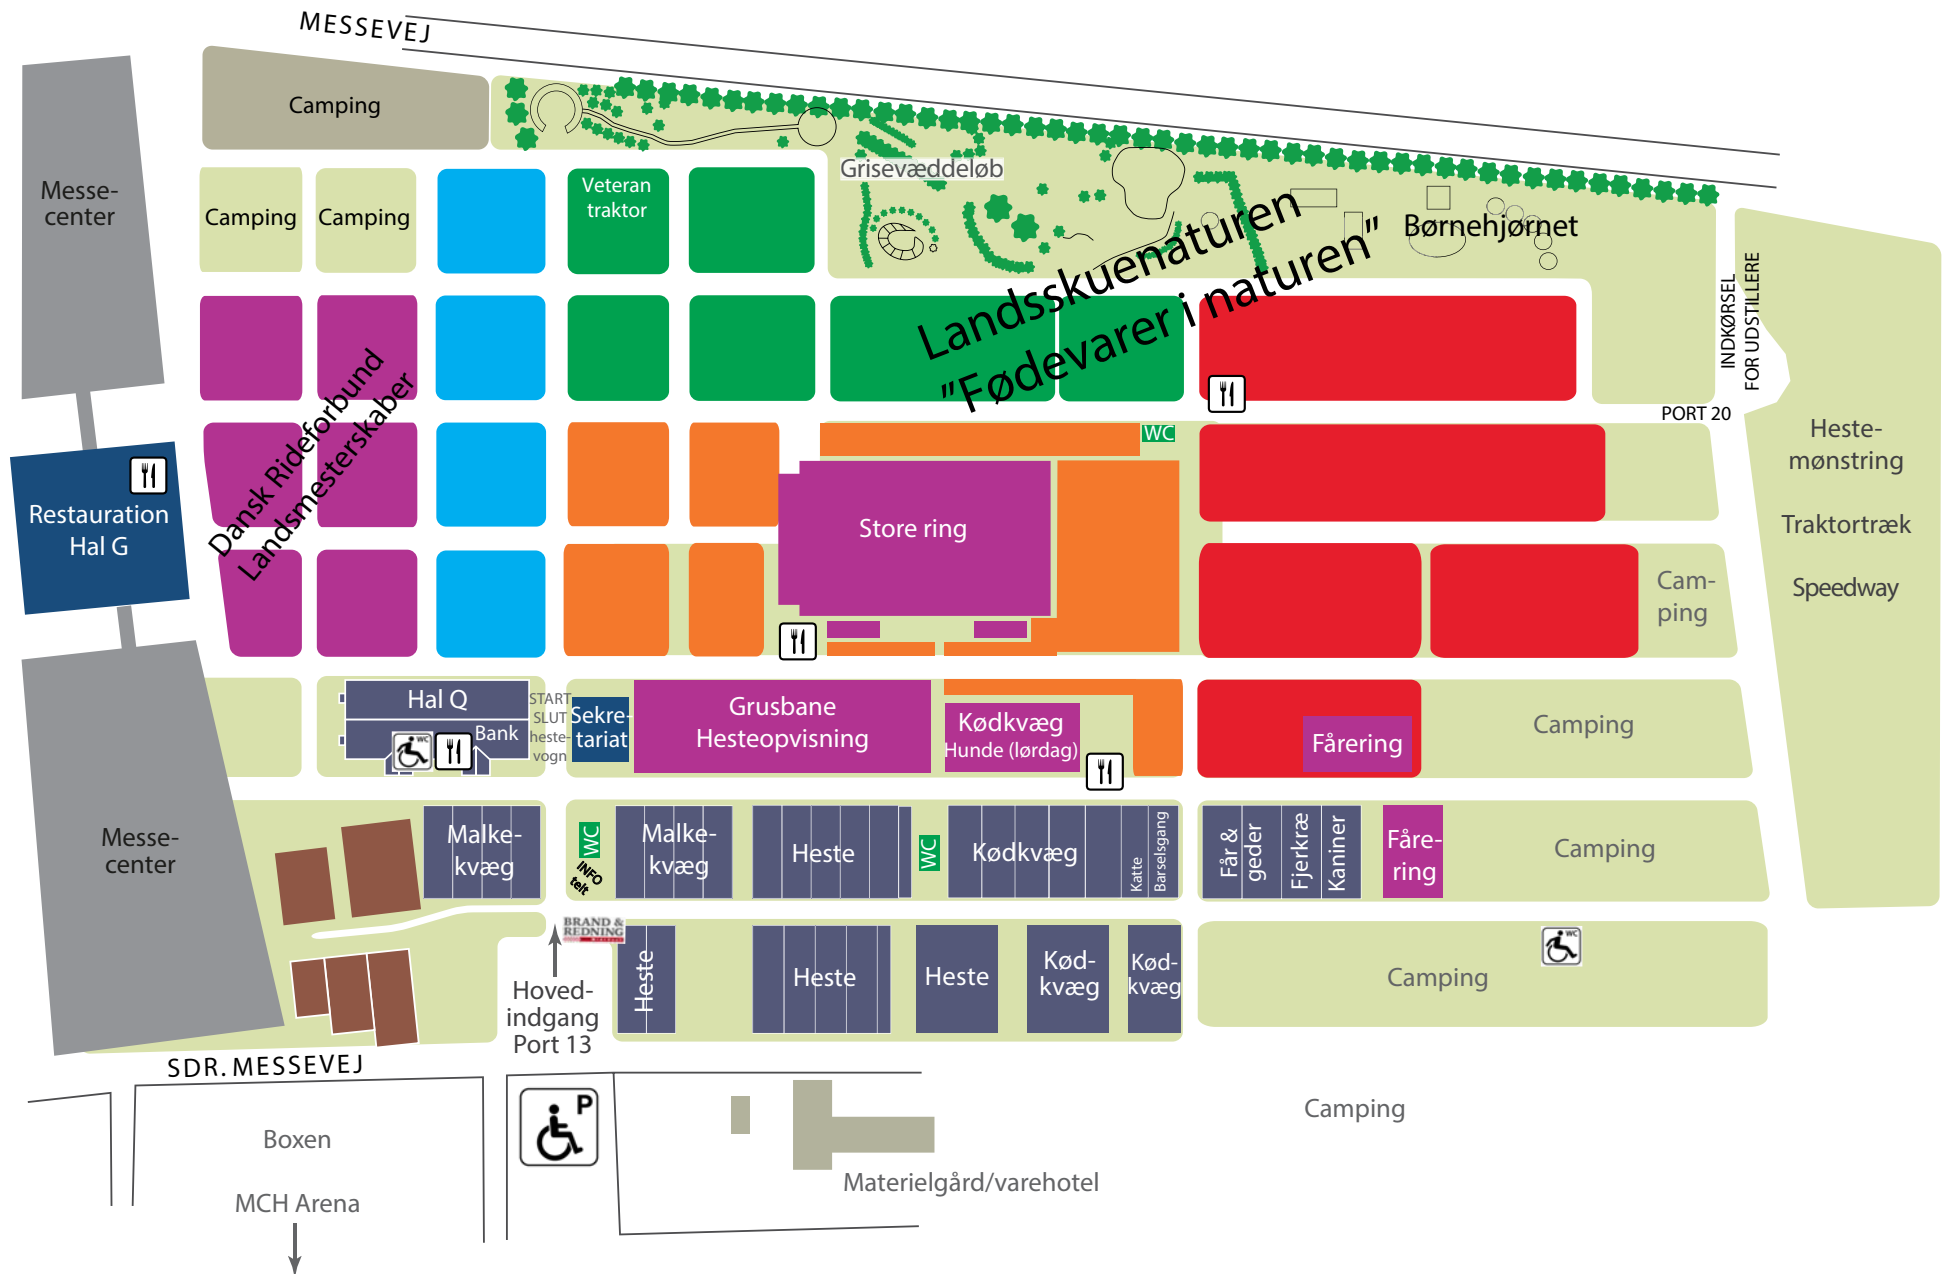 MESSEVEJ
Camping
Messe-
center
Camping
Camping
Veteran
traktor
Grisevæddeløb
Landsskuenaturen
"Fødevarer i naturen"
Børnehjørnet
INDKØRSEL
FOR UDSTILLERE
PORT 20
Heste-
mønstring
Traktortræk
Speedway
Dansk Rideforbund
Landsmesterskaber
Restauration
Hal G
WC
Store ring
Cam-
ping
Hal Q
Bank
WC
START
SLUT
heste-
vogn
Sekre-
tariat
Grusbane
Hesteopvisning
Kødkvæg
Hunde (lørdag)
Fårering
Camping
Messe-
center
Malke-
kvæg
WC
INFO
telt
Malke-
kvæg
Heste
WC
Kødkvæg
Katte
Barselsgang
Får &
geder
Fjerkræ
Kaniner
Fåre-
ring
Camping
BRAND &
REDNING
Hoved-
indgang
Port 13
Heste
Heste
Heste
Kød-
kvæg
Kød-
kvæg
Camping
WC
SDR. MESSEVEJ
P
Boxen
MCH Arena
Materielgård/varehotel
Camping